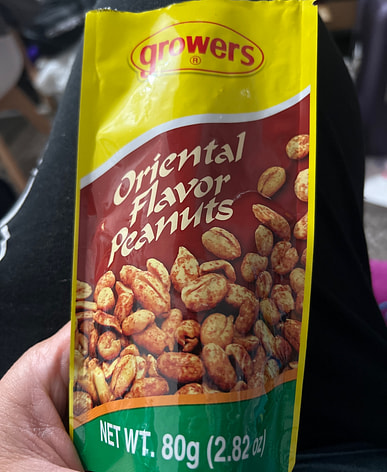 growers
®
Oriental
Flavor
Peanuts
NET WT. 80g (2.82 oz)